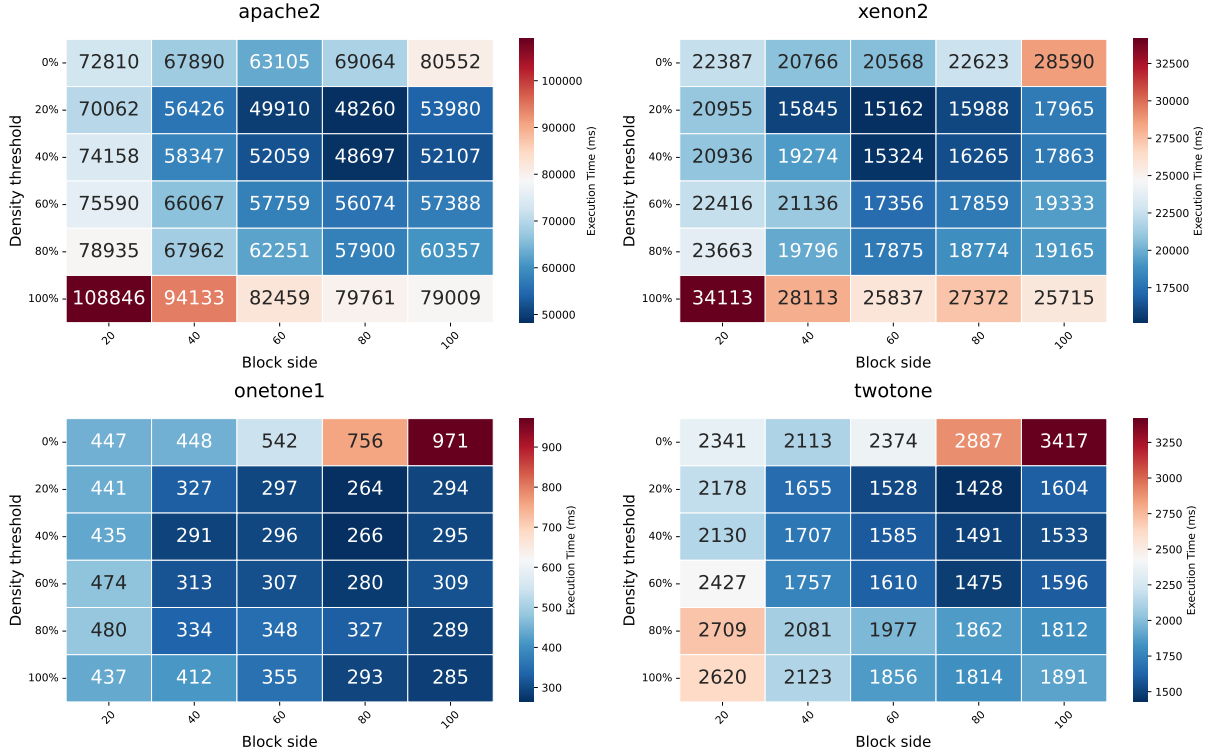 apache2
0% 72810 67890 63105 69064 80552
20% 70062 56426 49910 48260 53980
40% 74158 58347 52059 48697 52107
60% 75590 66067 57759 56074 57388
80% 78935 67962 62251 57900 60357
100% 108846 94133 82459 79761 79009
20 40 60 80 100
Block side
Density threshold
100000
90000
80000
70000
60000
50000
Execution Time (ms)
xenon2
0% 22387 20766 20568 22623 28590
20% 20955 15845 15162 15988 17965
40% 20936 19274 15324 16265 17863
60% 22416 21136 17356 17859 19333
80% 23663 19796 17875 18774 19165
100% 34113 28113 25837 27372 25715
20 40 60 80 100
Block side
Density threshold
32500
30000
27500
25000
22500
20000
17500
Execution Time (ms)
onetone1
0% 447 448 542 756 971
20% 441 327 297 264 294
40% 435 291 296 266 295
60% 474 313 307 280 309
80% 480 334 348 327 289
100% 437 412 355 293 285
20 40 60 80 100
Block side
Density threshold
900
800
700
600
500
400
300
Execution Time (ms)
twotone
0% 2341 2113 2374 2887 3417
20% 2178 1655 1528 1428 1604
40% 2130 1707 1585 1491 1533
60% 2427 1757 1610 1475 1596
80% 2709 2081 1977 1862 1812
100% 2620 2123 1856 1814 1891
20 40 60 80 100
Block side
Density threshold
3250
3000
2750
2500
2250
2000
1750
1500
Execution Time (ms)